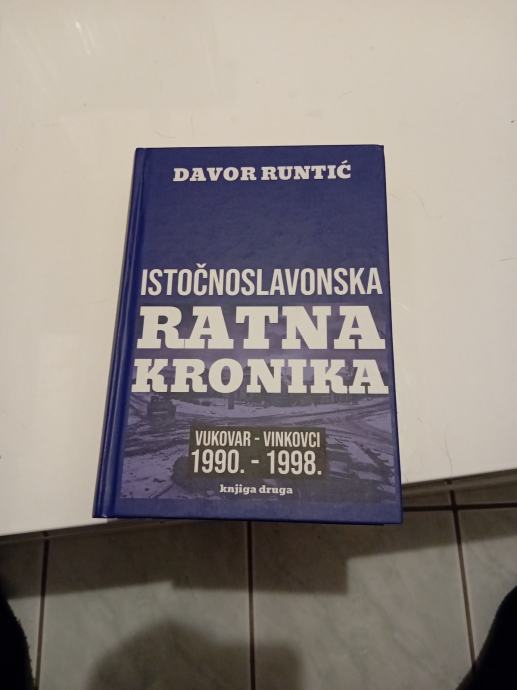 DAVOR RUNTIĆ
ISTOČNOSLAVONSKA
RATNA
KRONIKA
VUKOVAR - VINKOVCI
1990. - 1998.
knjiga druga